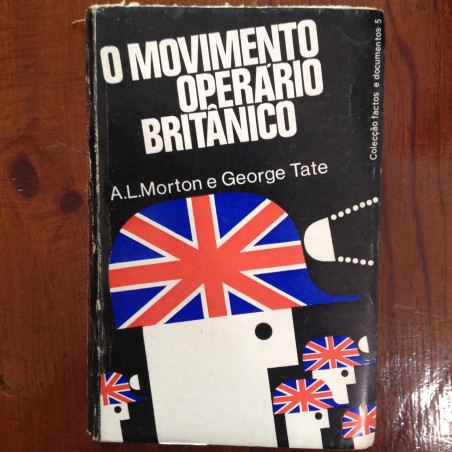 O MOVIMENTO
OPERÁRIO
BRITÂNICO
A.L.Morton e George Tate
Colecção factos e documentos 5